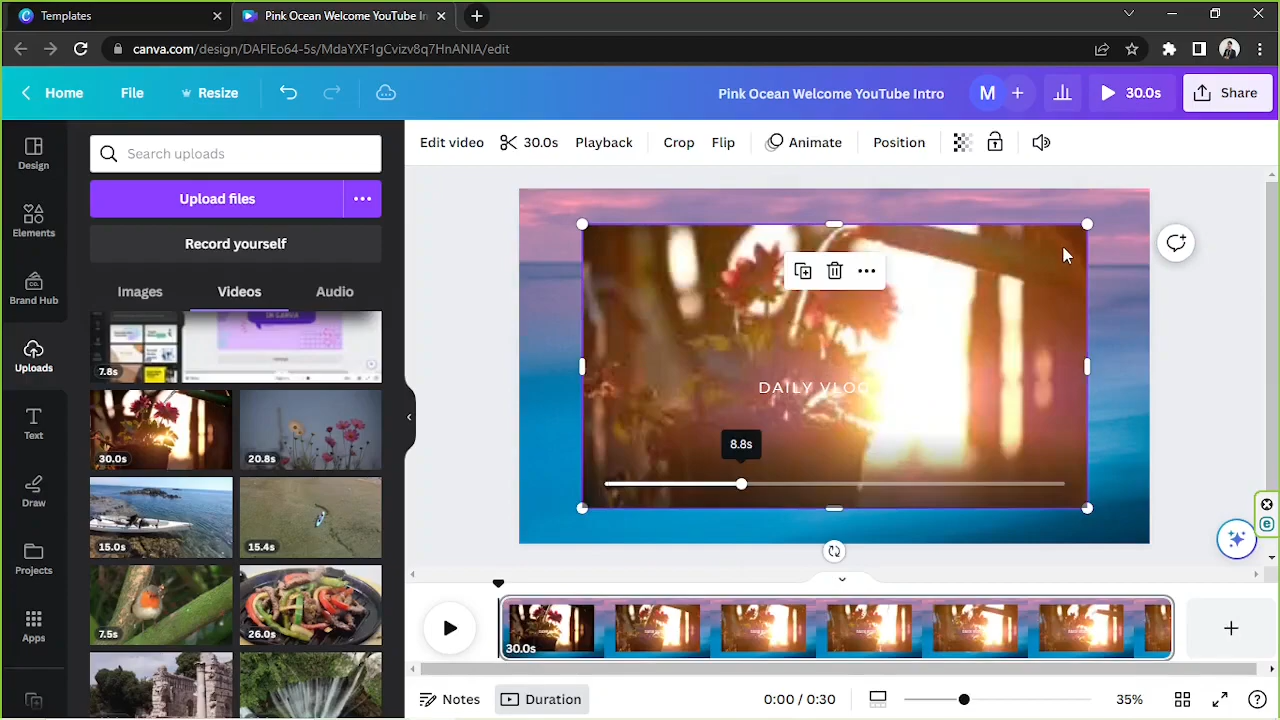 Templates
Pink Ocean Welcome YouTube In
canva.com/design/DAFlEo64-5s/MdaYXF1gCvizv8q7HnANIA/edit
Home
File
Resize
Pink Ocean Welcome YouTube Intro
M
30.0s
Share
Design
Elements
Brand Hub
Uploads
Text
Draw
Projects
Apps
Search uploads
Upload files
Record yourself
Images
Videos
Audio
IN CANVA
7.8s
30.0s
20.8s
15.0s
15.4s
7.5s
26.0s
Edit video
30.0s
Playback
Crop
Flip
Animate
Position
DAILY VLOG
8.8s
30.0s
Notes
Duration
0:00 / 0:30
35%